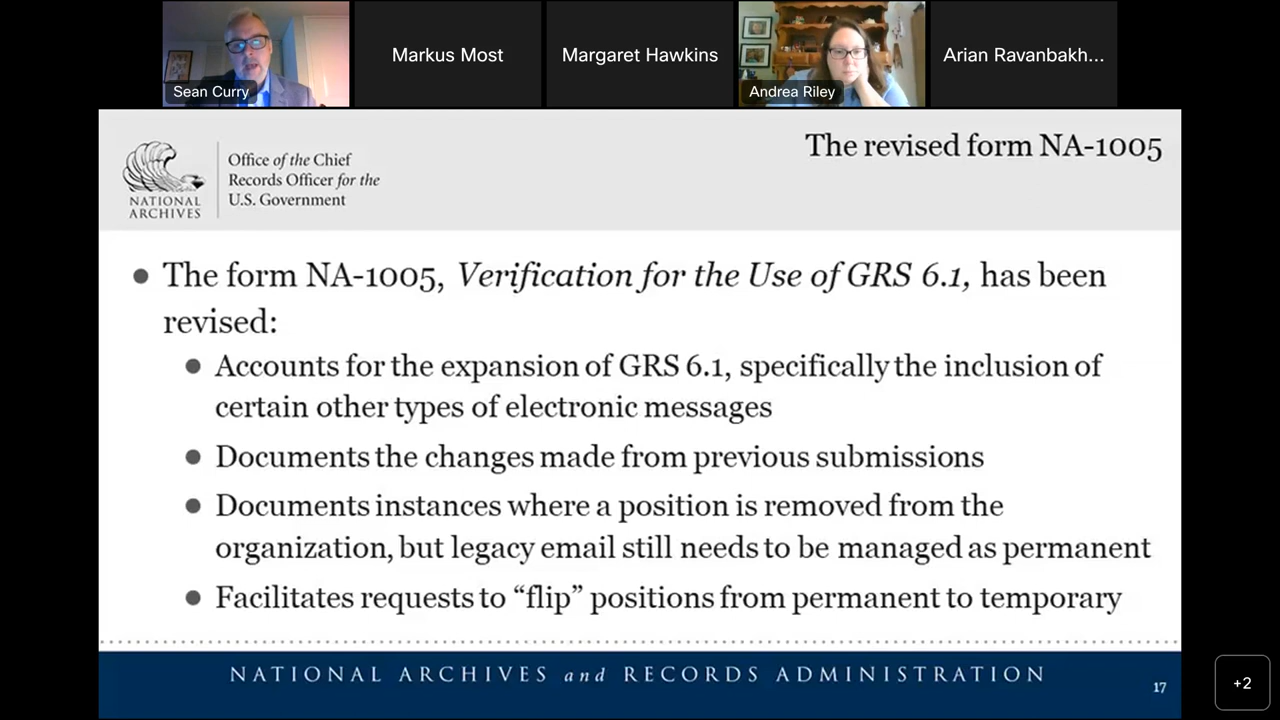 Sean Curry
Markus Most
Margaret Hawkins
Andrea Riley
Arian Ravanbakh...
NATIONAL
ARCHIVES
Office of the Chief
Records Officer for the
U.S. Government
The revised form NA-1005
● The form NA-1005, Verification for the Use of GRS 6.1, has been
revised:
● Accounts for the expansion of GRS 6.1, specifically the inclusion of
certain other types of electronic messages
● Documents the changes made from previous submissions
● Documents instances where a position is removed from the
organization, but legacy email still needs to be managed as permanent
● Facilitates requests to “flip” positions from permanent to temporary
NATIONAL ARCHIVES and RECORDS ADMINISTRATION
17
+2